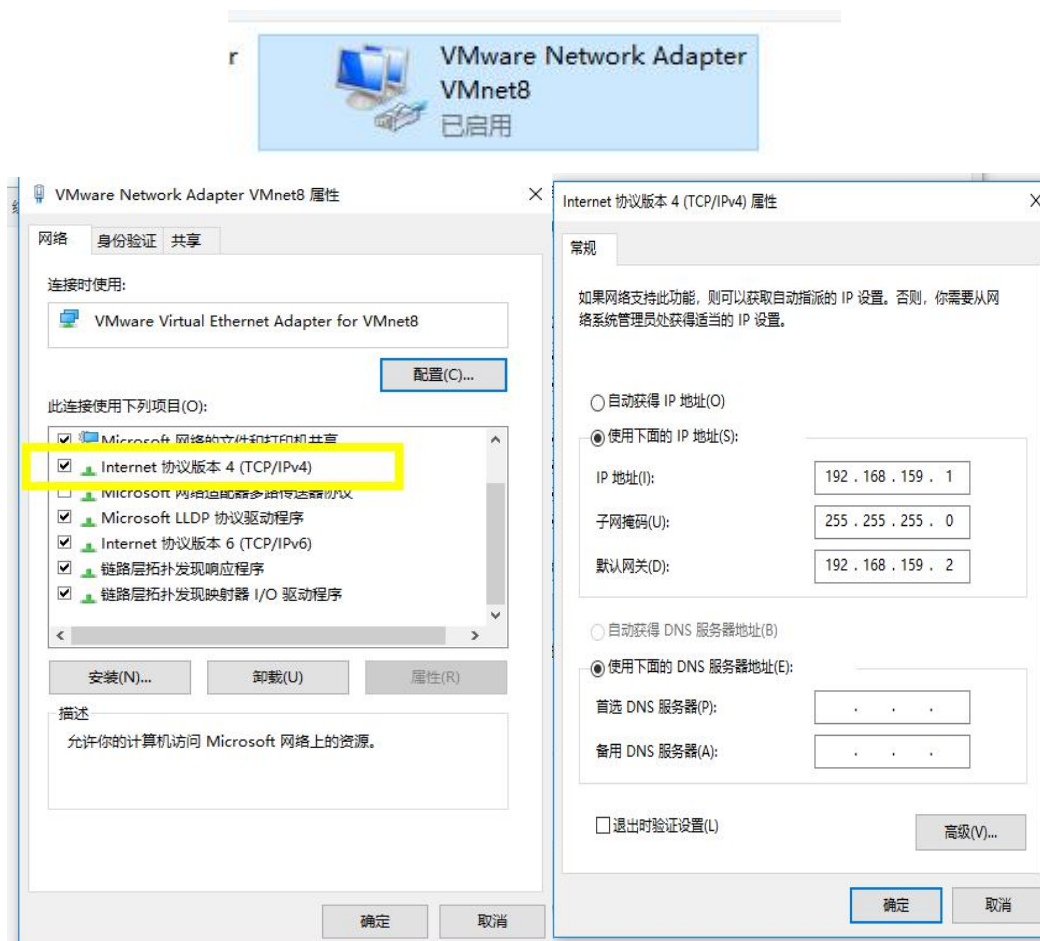 r
VMware Network Adapter
VMnet8
已启用
VMware Network Adapter VMnet8 属性
网络 身份验证 共享
连接时使用:
VMware Virtual Ethernet Adapter for VMnet8
配置(C)...
此连接使用下列项目(O):
Microsoft 网络的文件和打印机共享
Internet 协议版本 4 (TCP/IPv4)
Microsoft 网络适配器多路传送器协议
Microsoft LLDP 协议驱动程序
Internet 协议版本 6 (TCP/IPv6)
链路层拓扑发现响应程序
链路层拓扑发现映射器 I/O 驱动程序
安装(N)... 卸载(U) 属性(R)
描述
允许你的计算机访问 Microsoft 网络上的资源。
确定 取消
Internet 协议版本 4 (TCP/IPv4) 属性
常规
如果网络支持此功能，则可以获取自动指派的 IP 设置。否则，你需要从网
络系统管理员处获得适当的 IP 设置。
自动获得 IP 地址(O)
使用下面的 IP 地址(S):
IP 地址(I): 192 . 168 . 159 . 1
子网掩码(U): 255 . 255 . 255 . 0
默认网关(D): 192 . 168 . 159 . 2
自动获得 DNS 服务器地址(B)
使用下面的 DNS 服务器地址(E):
首选 DNS 服务器(P): . . .
备用 DNS 服务器(A): . . .
退出时验证设置(L)
高级(V)...
确定 取消